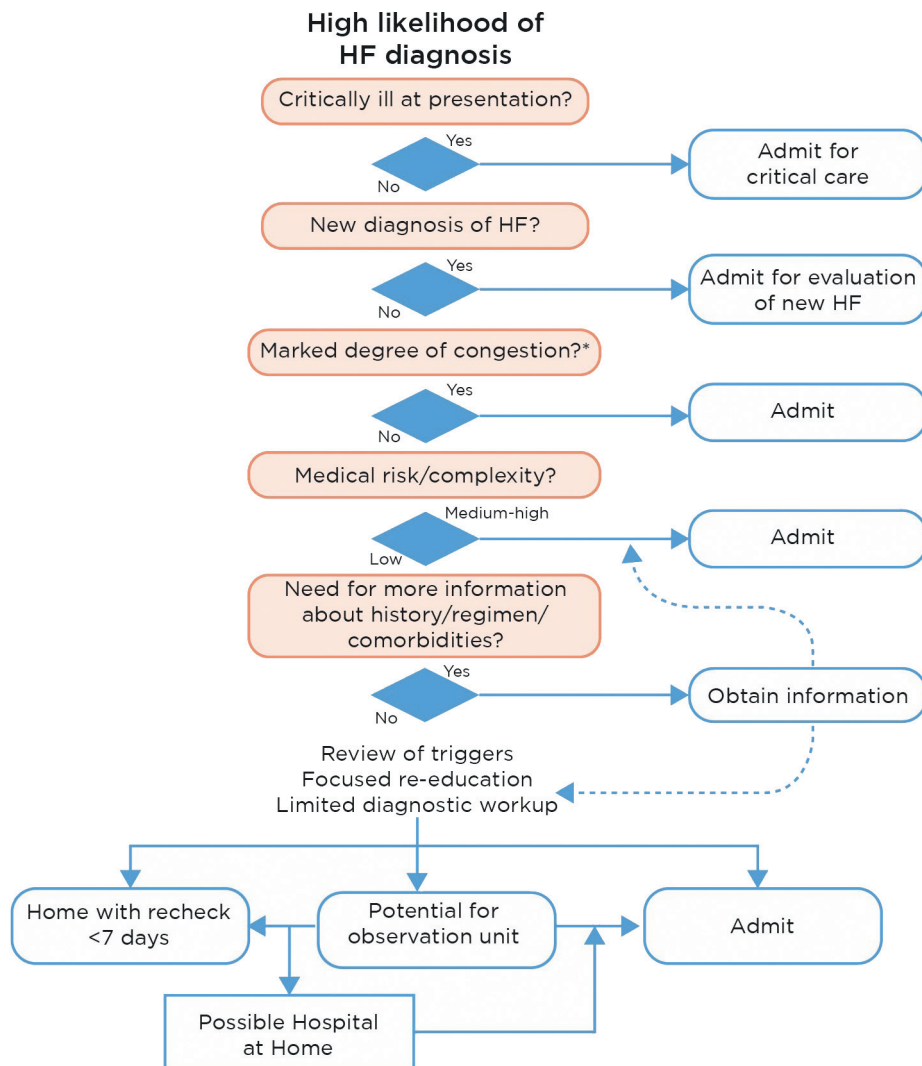 High likelihood of
HF diagnosis
Critically ill at presentation?
Yes
No
Admit for
critical care
New diagnosis of HF?
Yes
No
Admit for evaluation
of new HF
Marked degree of congestion?*
Yes
No
Admit
Medical risk/complexity?
Medium-high
Low
Admit
Need for more information
about history/regimen/
comorbidities?
Yes
No
Obtain information
Review of triggers
Focused re-education
Limited diagnostic workup
Home with recheck
<7 days
Potential for
observation unit
Admit
Possible Hospital
at Home